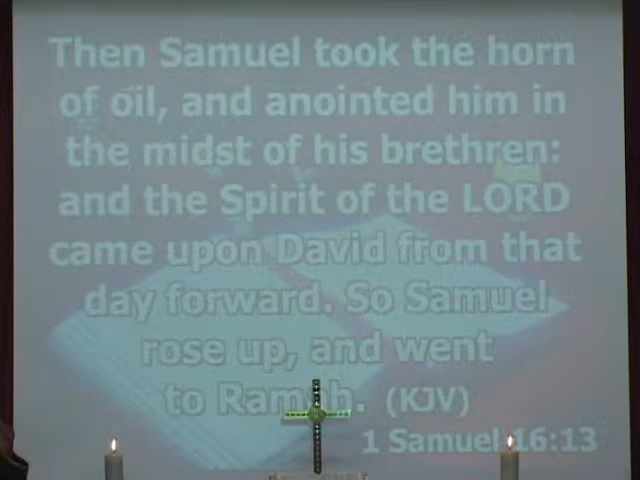 Then Samuel took the horn
of oil, and anointed him in
the midst of his brethren:
and the Spirit of the LORD
came upon David from that
day forward. So Samuel
rose up, and went
to Ramah. (KJV)
1 Samuel 16:13